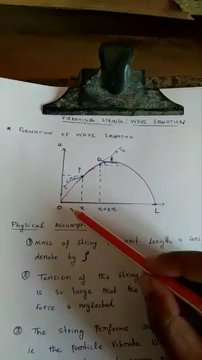 VIBRATING STRING: WAVE EQUATION
* FORMATION OF WAVE EQUATION
u
Q
P
O x x+δx L
Physical Assump
① Mass of string unit length is
denote by ρ
② Tension of the string
is so large that the
force is neglected
③ The string performs
ie the particle vibrate